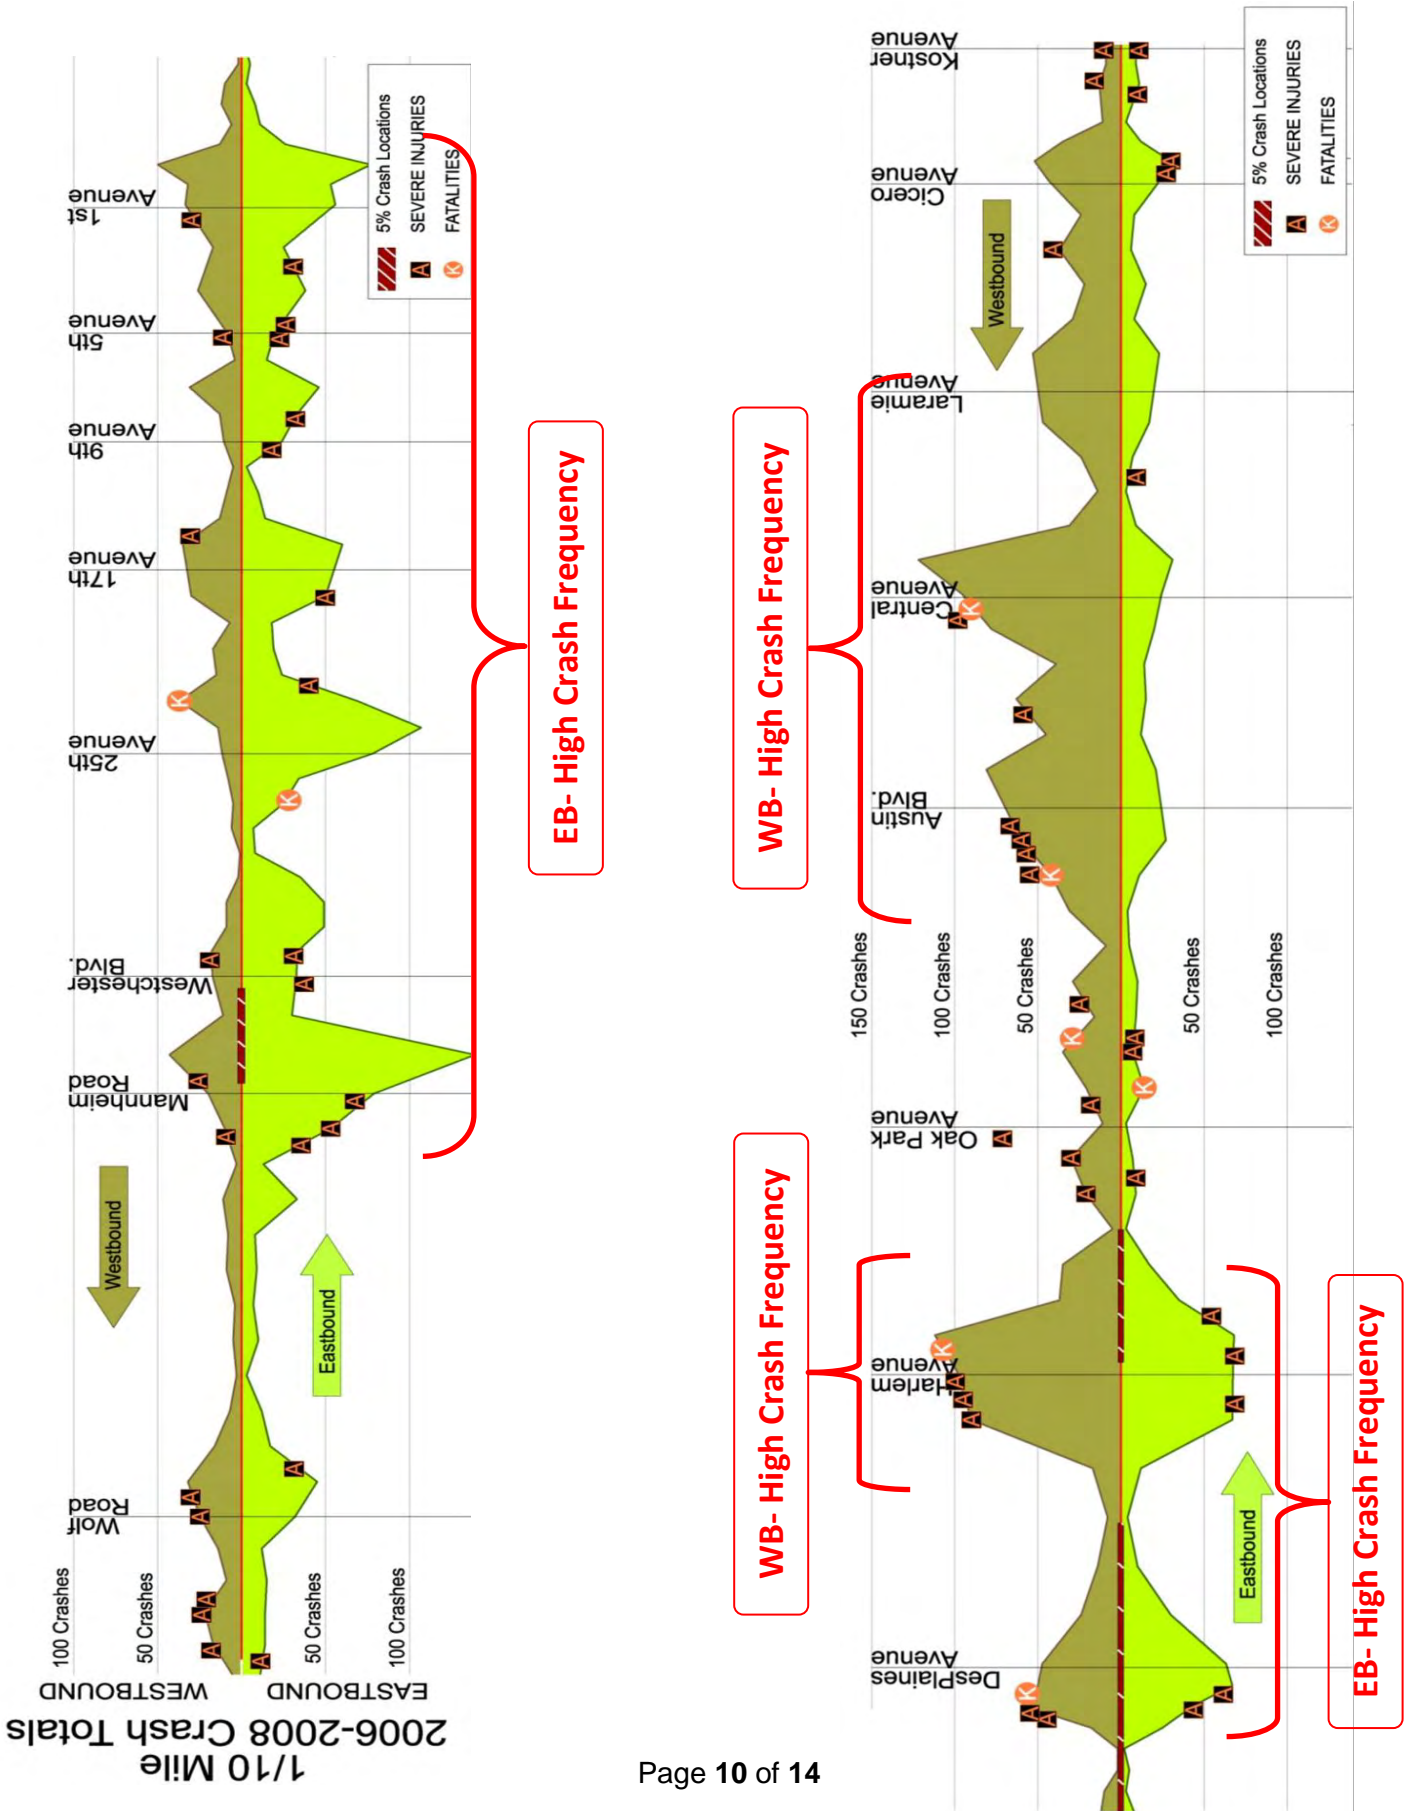 1/10 Mile
2006-2008 Crash Totals
WESTBOUND
EASTBOUND
100 Crashes
50 Crashes
50 Crashes
100 Crashes
Wolf
Road
Mannheim
Road
Westchester
Blvd.
25th
Avenue
17th
Avenue
9th
Avenue
5th
Avenue
1st
Avenue
Westbound
Eastbound
5% Crash Locations
A SEVERE INJURIES
K FATALITIES
EB- High Crash Frequency
DesPlaines
Avenue
Harlem
Avenue
Oak Park
Avenue
Austin
Blvd.
Central
Avenue
Laramie
Avenue
Cicero
Avenue
Kostner
Avenue
150 Crashes
100 Crashes
50 Crashes
50 Crashes
100 Crashes
Westbound
Eastbound
5% Crash Locations
A SEVERE INJURIES
K FATALITIES
WB- High Crash Frequency
WB- High Crash Frequency
EB- High Crash Frequency
Page 10 of 14